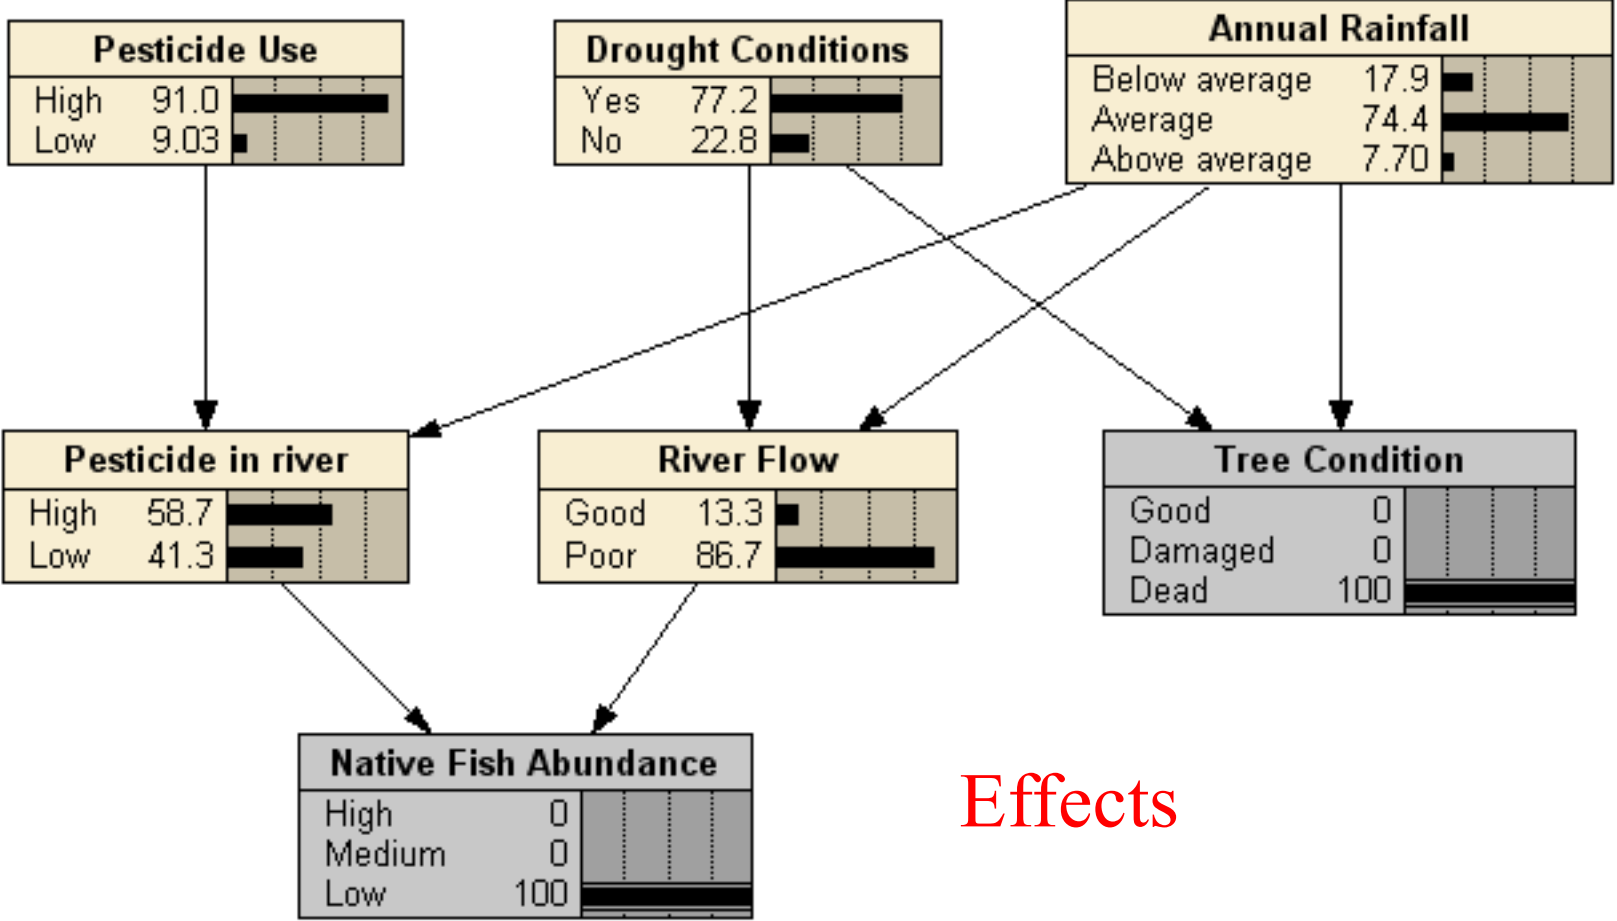 Pesticide Use
High 91.0
Low 9.03
Drought Conditions
Yes 77.2
No 22.8
Annual Rainfall
Below average 17.9
Average 74.4
Above average 7.70
Pesticide in river
High 58.7
Low 41.3
River Flow
Good 13.3
Poor 86.7
Tree Condition
Good 0
Damaged 0
Dead 100
Native Fish Abundance
High 0
Medium 0
Low 100
Effects